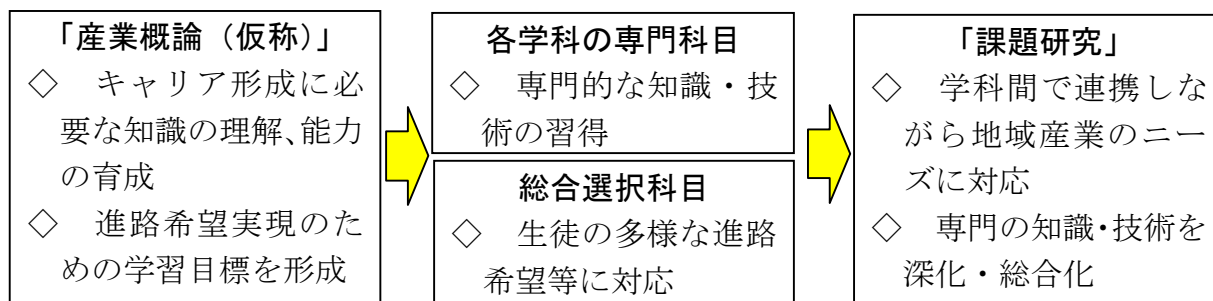 「産業概論（仮称）」
◇　キャリア形成に必
要な知識の理解、能力
の育成
◇　進路希望実現のた
めの学習目標を形成
各学科の専門科目
◇　専門的な知識・技
術の習得
総合選択科目
◇　生徒の多様な進路
希望等に対応
「課題研究」
◇　学科間で連携しな
がら地域産業のニー
ズに対応
◇　専門の知識・技術を
深化・総合化